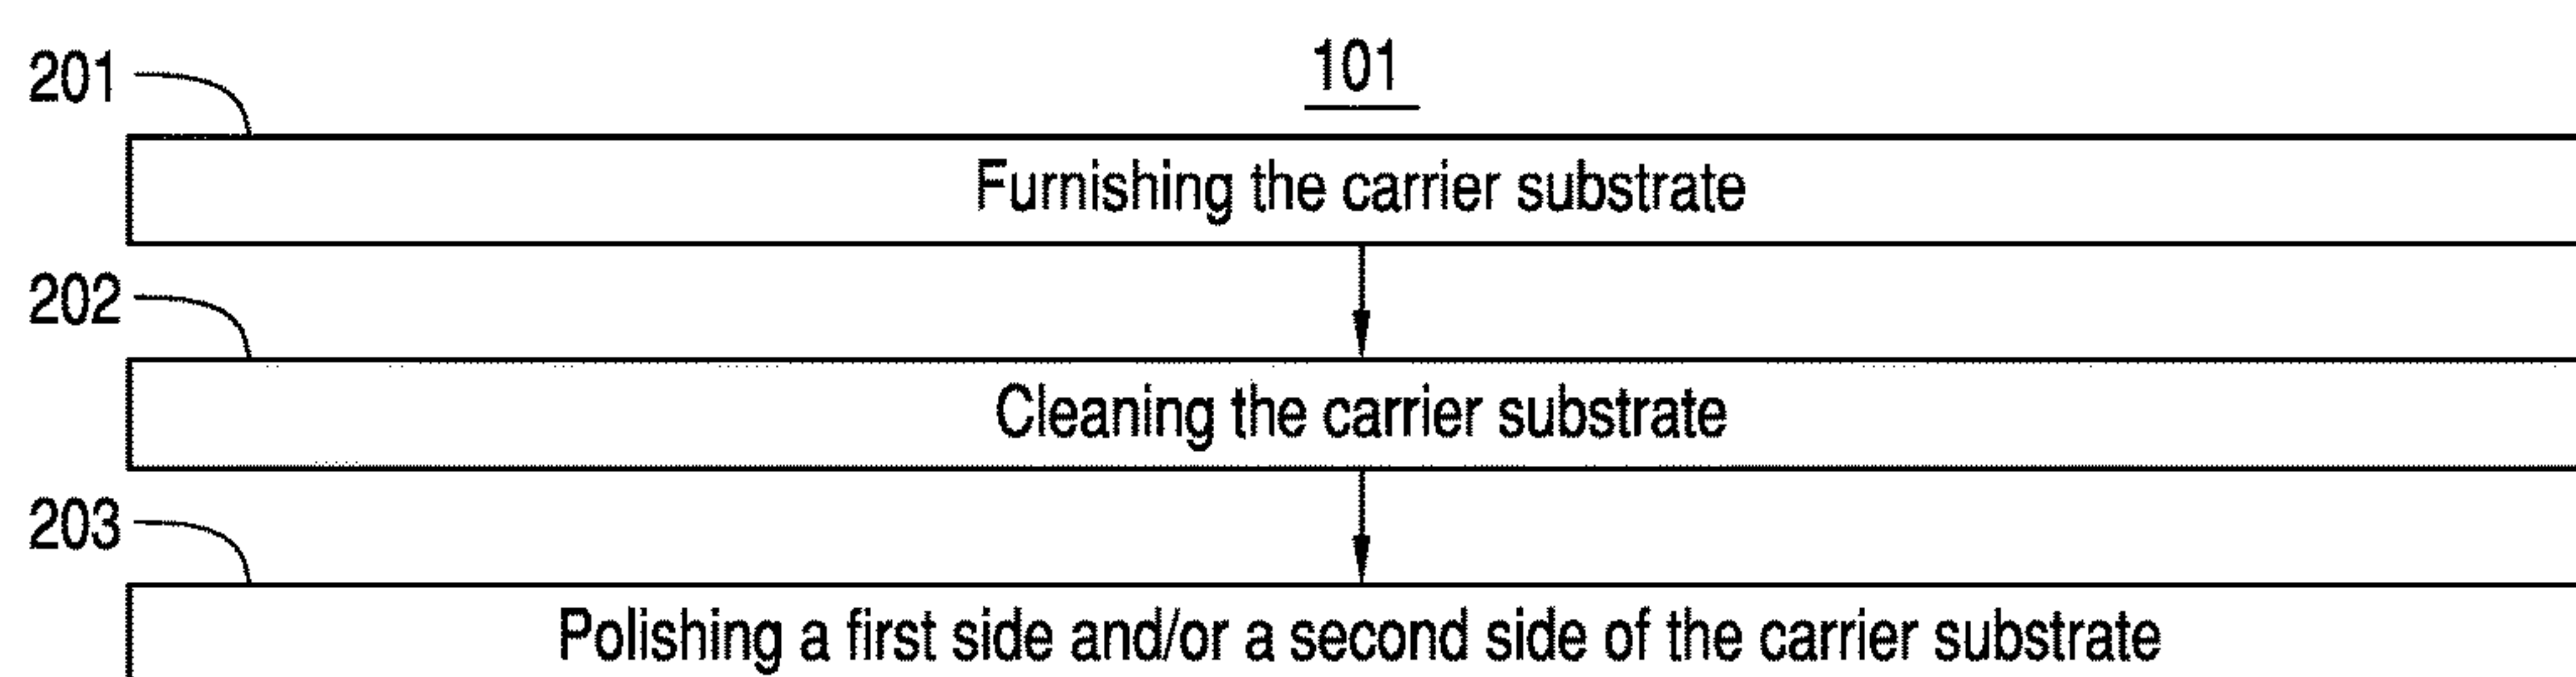 101
201
Furnishing the carrier substrate
202
Cleaning the carrier substrate
203
Polishing a first side and/or a second side of the carrier substrate